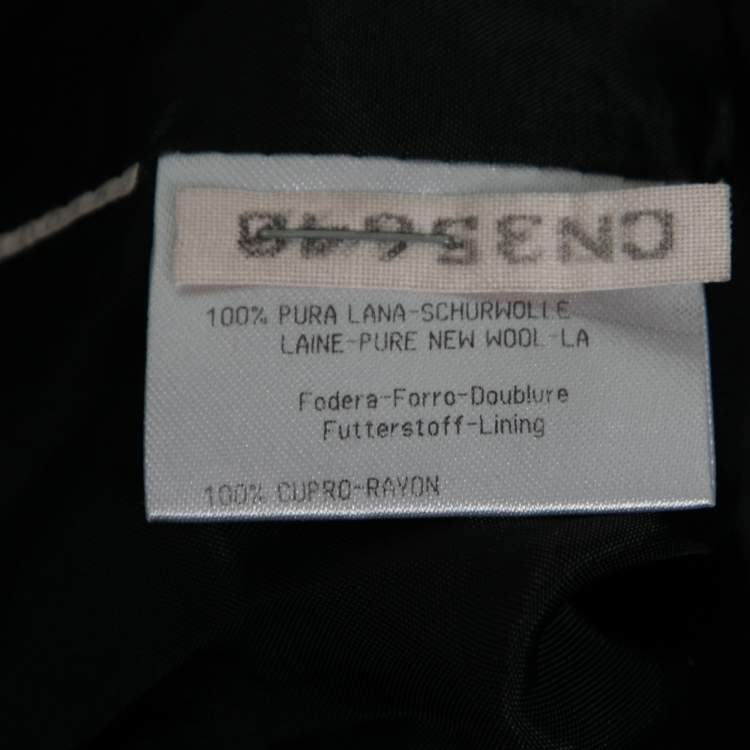 100% PURA LANA-SCHURWOLLE
LAINE-PURE NEW WOOL-LA
Fodera-Forro-Doublure
Futterstoff-Lining
100% CUPRO-RAYON